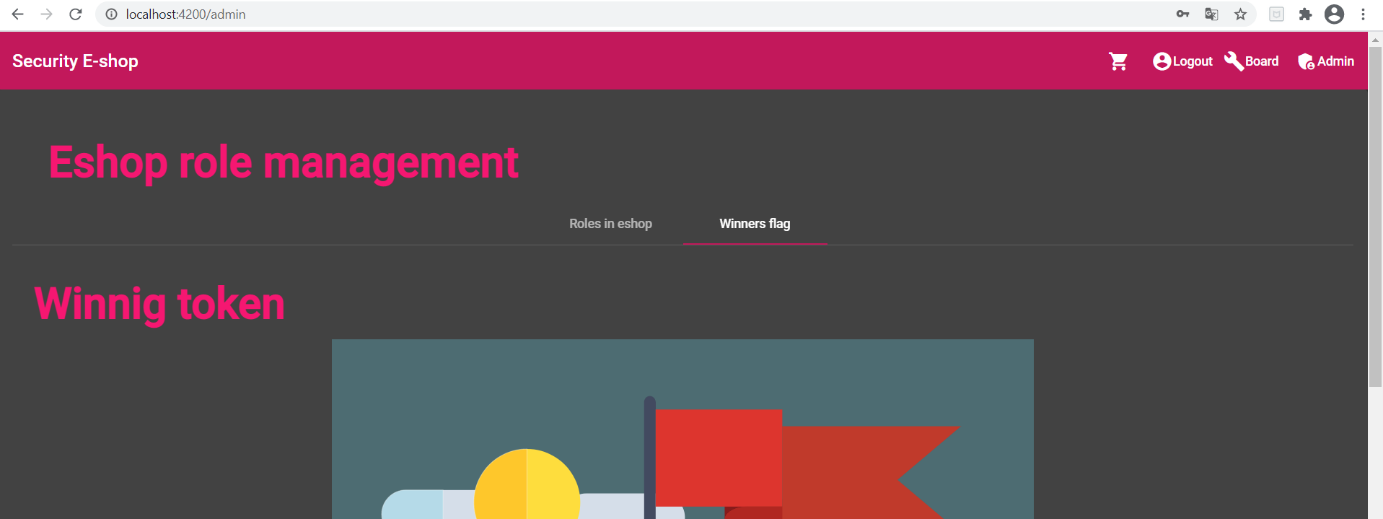 localhost:4200/admin
Security E-shop
Logout Board Admin
Eshop role management
Roles in eshop Winners flag
Winnig token